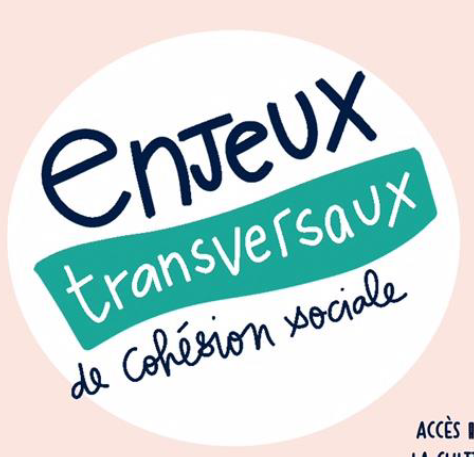 enjeux
transversaux
de cohésion sociale
ACCÈS